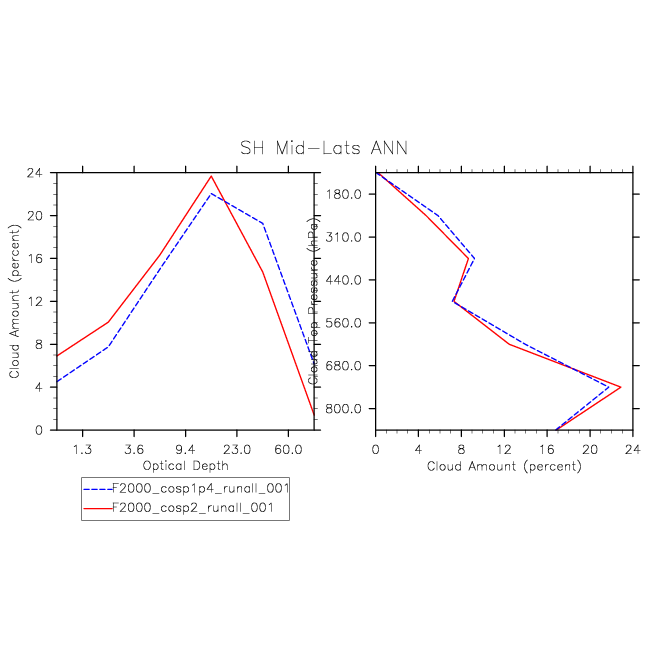 SH Mid-Lats ANN
Cloud Amount (percent)
24
20
16
12
8
4
0
1.3 3.6 9.4 23.0 60.0
Optical Depth
Cloud Top Pressure (hPa)
180.0
310.0
440.0
560.0
680.0
800.0
0 4 8 12 16 20 24
Cloud Amount (percent)
F2000_cosp1p4_runall_001
F2000_cosp2_runall_001